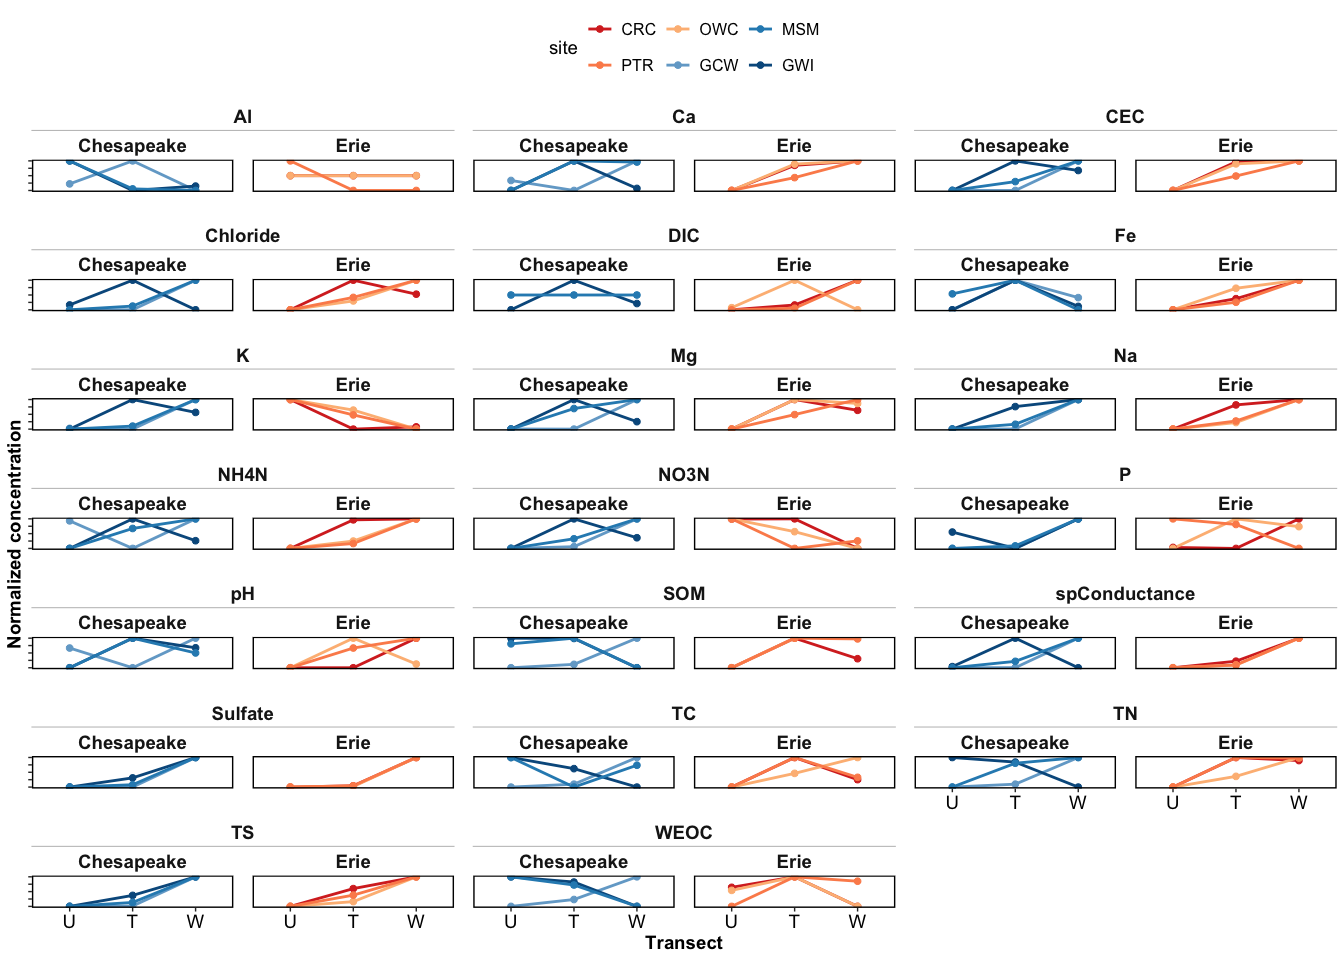 site
CRC OWC MSM
PTR GCW GWI
Al Ca CEC
Chesapeake Erie Chesapeake Erie Chesapeake Erie
Chloride DIC Fe
Chesapeake Erie Chesapeake Erie Chesapeake Erie
K Mg Na
Chesapeake Erie Chesapeake Erie Chesapeake Erie
NH4N NO3N P
Chesapeake Erie Chesapeake Erie Chesapeake Erie
pH SOM spConductance
Chesapeake Erie Chesapeake Erie Chesapeake Erie
Sulfate TC TN
Chesapeake Erie Chesapeake Erie Chesapeake Erie
U T W U T W
TS WEOC
Chesapeake Erie Chesapeake Erie
U T W U T W U T W U T W
Transect
Normalized concentration